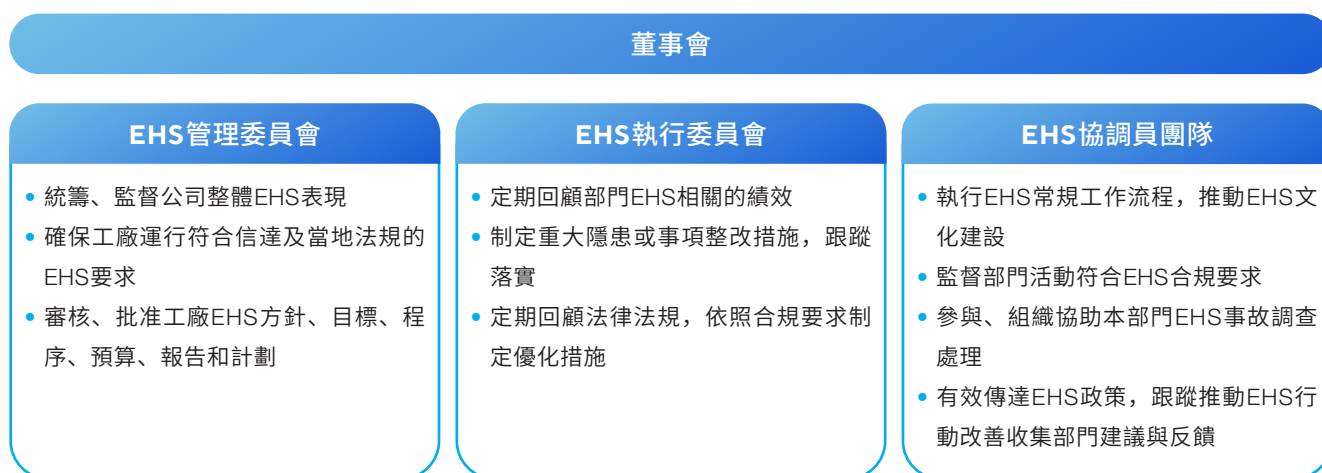 董事會
EHS管理委員會
• 統籌、監督公司整體EHS表現
• 確保工廠運行符合信達及當地法規的
EHS要求
• 審核、批准工廠EHS方針、目標、程
序、預算、報告和計劃
EHS執行委員會
• 定期回顧部門EHS相關的績效
• 制定重大隱患或事項整改措施，跟蹤
落實
• 定期回顧法律法規，依照合規要求制
定優化措施
EHS協調員團隊
• 執行EHS常規工作流程，推動EHS文
化建設
• 監督部門活動符合EHS合規要求
• 參與、組織協助本部門EHS事故調查
處理
• 有效傳達EHS政策，跟蹤推動EHS行
動改善收集部門建議與反饋